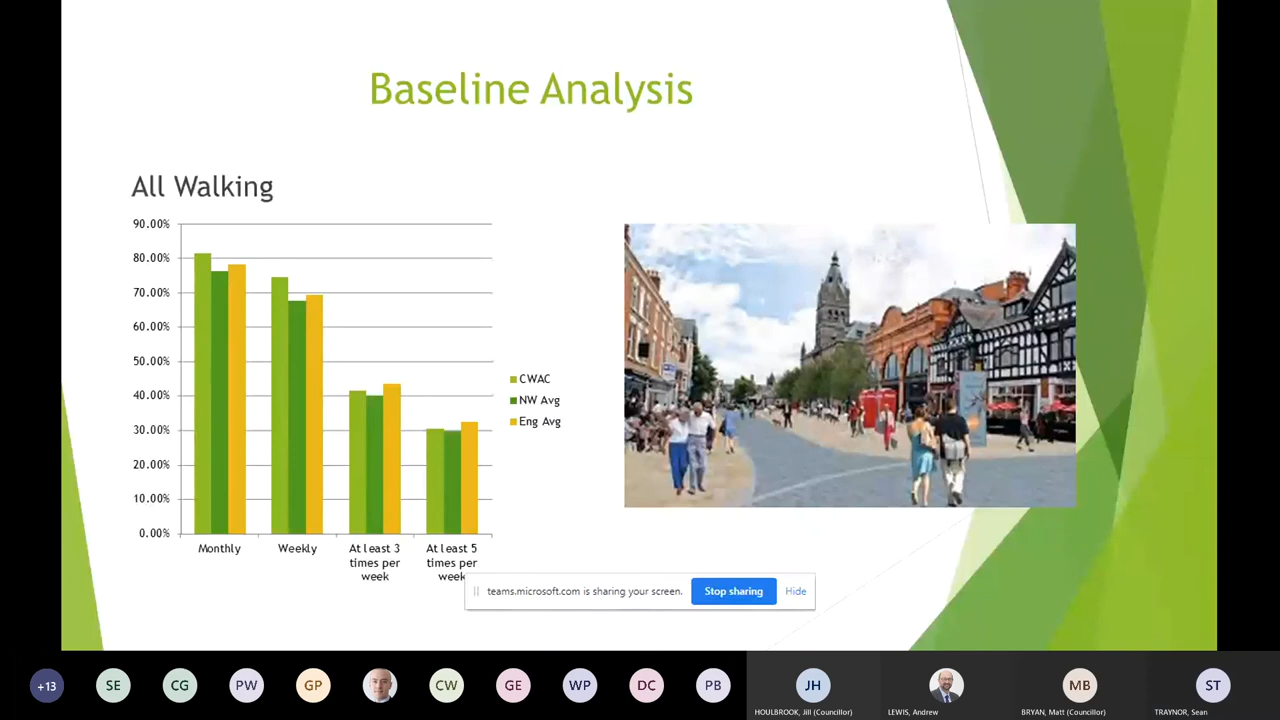 Baseline Analysis
All Walking
90.00%
80.00%
70.00%
60.00%
50.00%
40.00%
30.00%
20.00%
10.00%
0.00%
Monthly
Weekly
At least 3
times per
week
At least 5
times per
week
CWAC
NW Avg
Eng Avg
teams.microsoft.com is sharing your screen.
Stop sharing
Hide
+13
SE
CG
PW
GP
CW
GE
WP
DC
PB
JH
MB
ST
HOULBROOK, Jill (Councillor)
LEWIS, Andrew
BRYAN, Matt (Councillor)
TRAYNOR, Sean